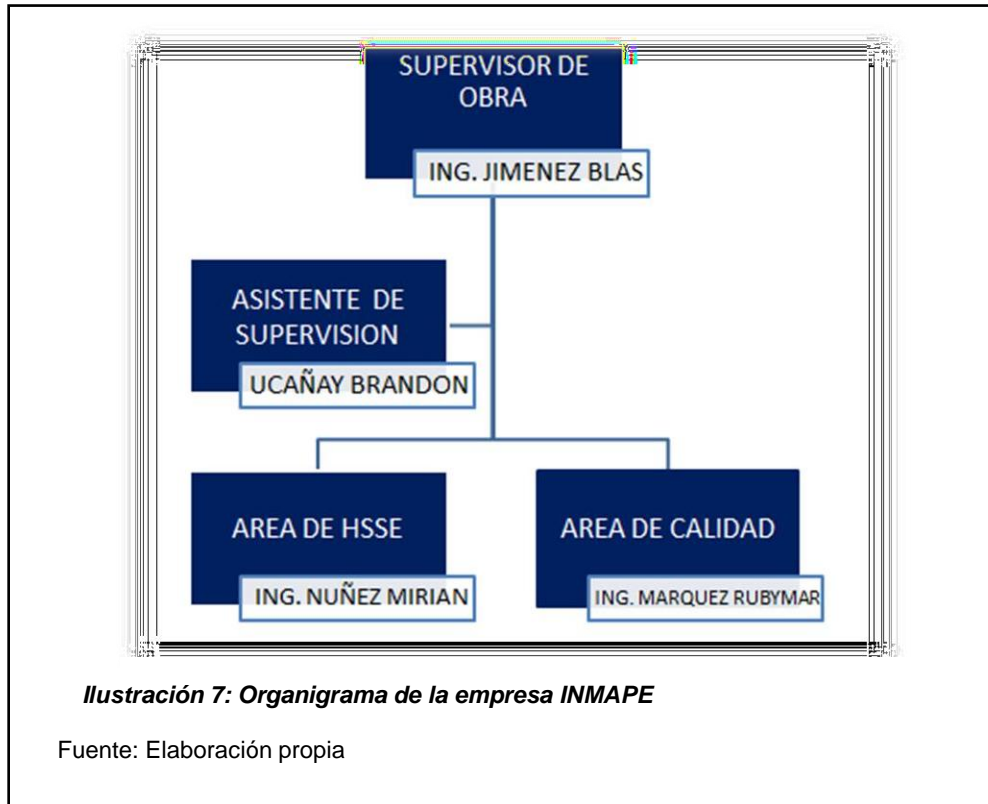 SUPERVISOR DE
OBRA
ING. JIMENEZ BLAS
ASISTENTE DE
SUPERVISION
UCAÑAY BRANDON
AREA DE HSSE
ING. NUÑEZ MIRIAN
AREA DE CALIDAD
ING. MARQUEZ RUBYMAR
Ilustración 7: Organigrama de la empresa INMAPE
Fuente: Elaboración propia